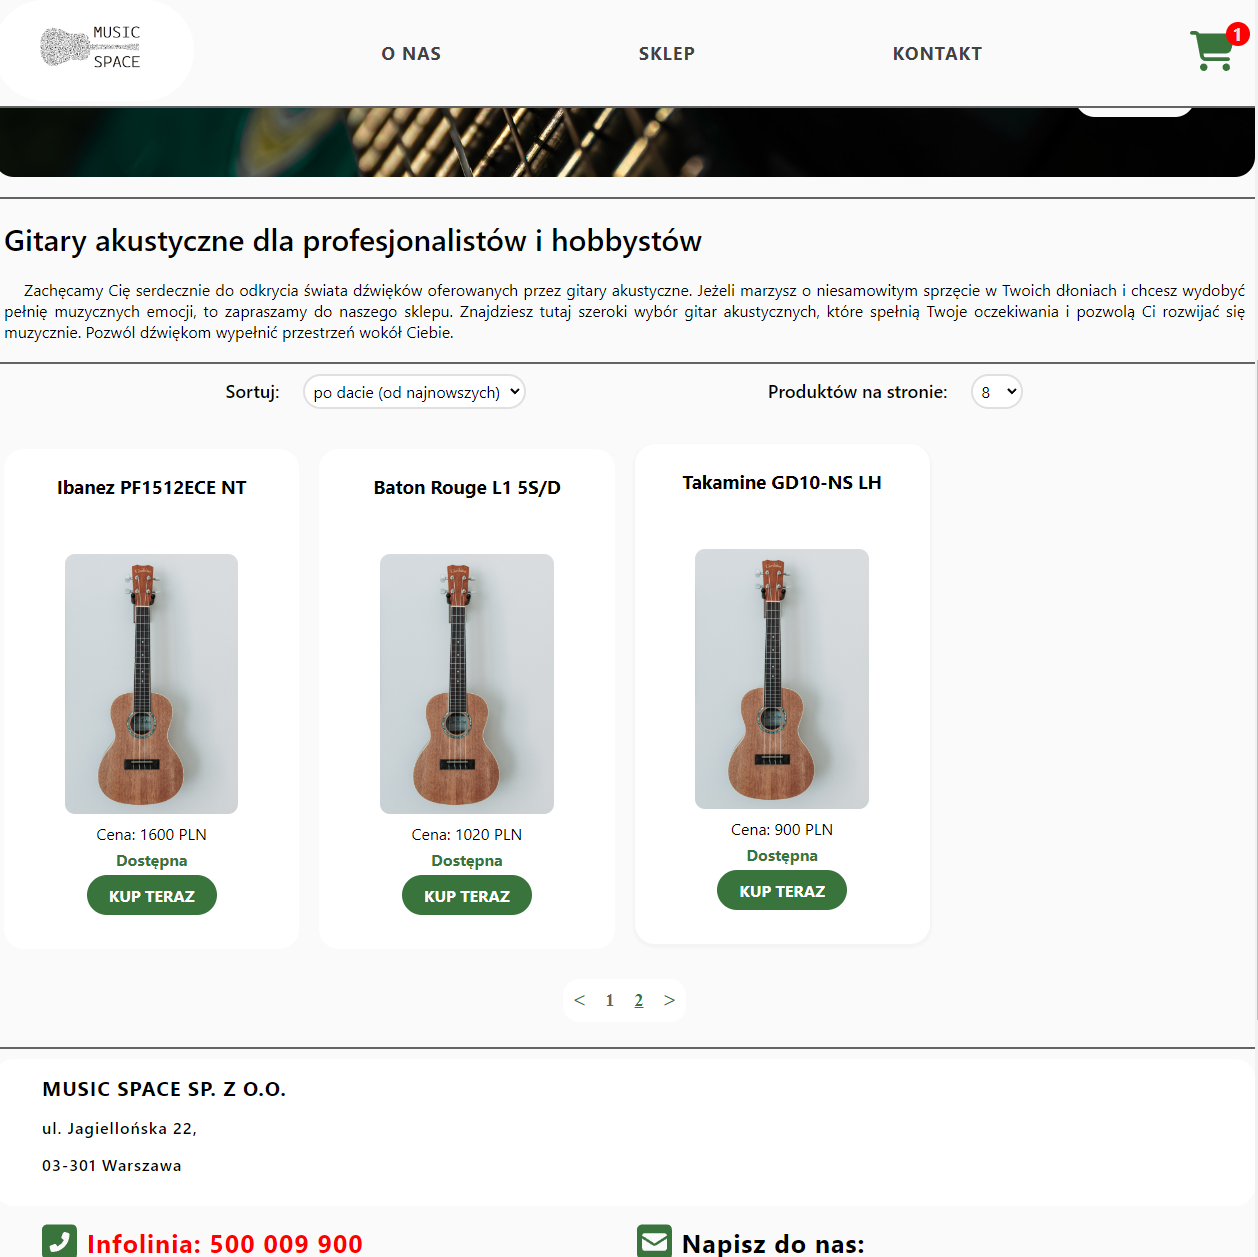 MUSIC
SPACE
O NAS
SKLEP
KONTAKT
1
Gitary akustyczne dla profesjonalistów i hobbystów
Zachęcamy Cię serdecznie do odkrycia świata dźwięków oferowanych przez gitary akustyczne. Jeżeli marzysz o niesamowitym sprzęcie w Twoich dłoniach i chcesz wydobyć
pełnię muzycznych emocji, to zapraszamy do naszego sklepu. Znajdziesz tutaj szeroki wybór gitar akustycznych, które spełnią Twoje oczekiwania i pozwolą Ci rozwijać się
muzycznie. Pozwól dźwiękom wypełnić przestrzeń wokół Ciebie.
Sortuj: po dacie (od najnowszych)
Produktów na stronie: 8
Ibanez PF1512ECE NT
Cena: 1600 PLN
Dostępna
KUP TERAZ
Baton Rouge L1 5S/D
Cena: 1020 PLN
Dostępna
KUP TERAZ
Takamine GD10-NS LH
Cena: 900 PLN
Dostępna
KUP TERAZ
< 1 2 >
MUSIC SPACE SP. Z O.O.
ul. Jagiellońska 22,
03-301 Warszawa
Infolinia: 500 009 900
Napisz do nas: